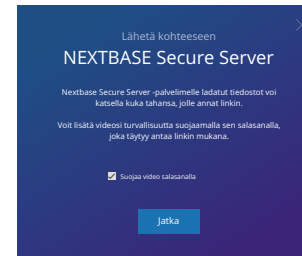 Lähetä kohteeseen
NEXTBASE Secure Server
Nextbase Secure Server -palvelimelle ladatut tiedostot voi
katsella kuka tahansa, jolle annat linkin.
Voit lisätä videosi turvallisuutta suojaamalla sen salasanalla,
joka täytyy antaa linkin mukana.
Suojaa video salasanalla
Jatka